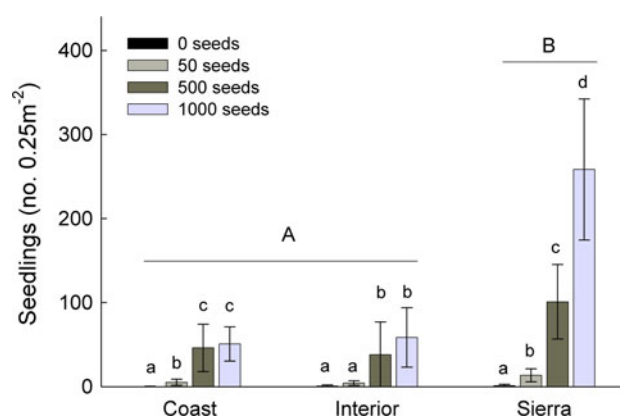 400
300
200
100
0
Seedlings (no. 0.25m⁻²)
0 seeds
50 seeds
500 seeds
1000 seeds
A
B
a b c c
a a b b
a b c d
Coast Interior Sierra